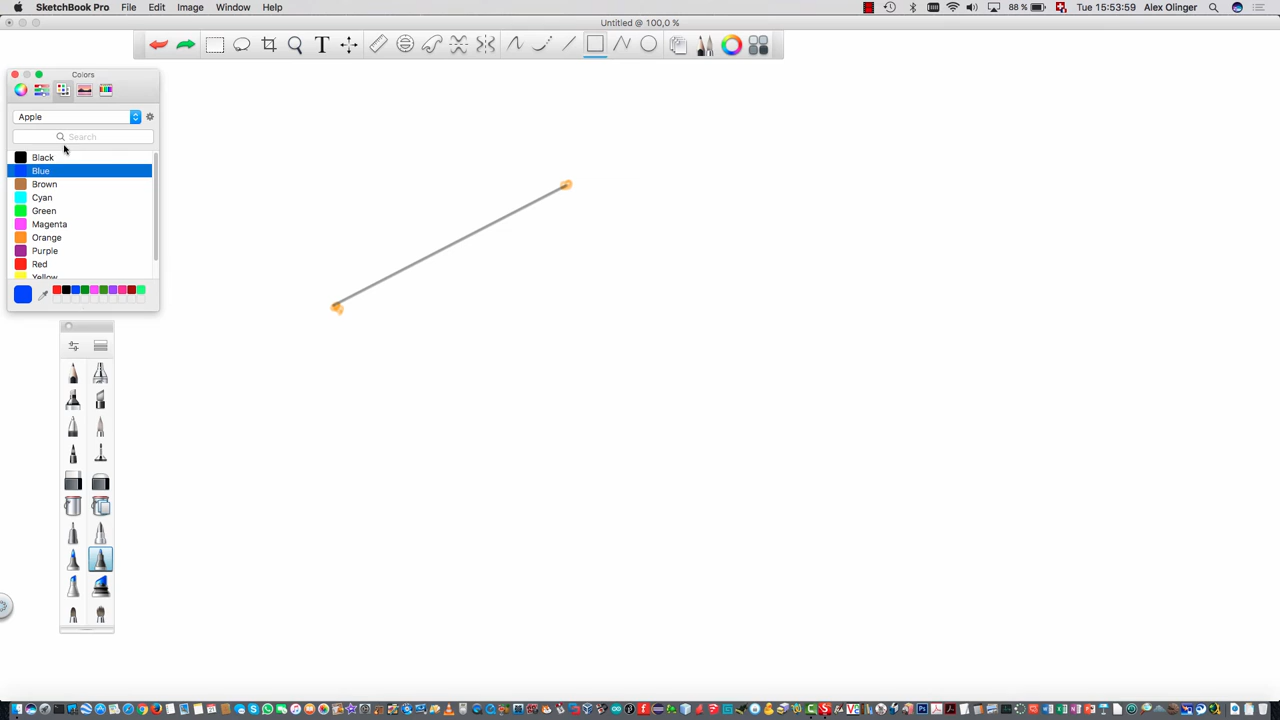 SketchBook Pro File Edit Image Window Help 88 % Tue 15:53:59 Alex Olinger
Untitled @ 100,0 %
T
Colors
Apple
Search
Black
Blue
Brown
Cyan
Green
Magenta
Orange
Purple
Red
Yellow